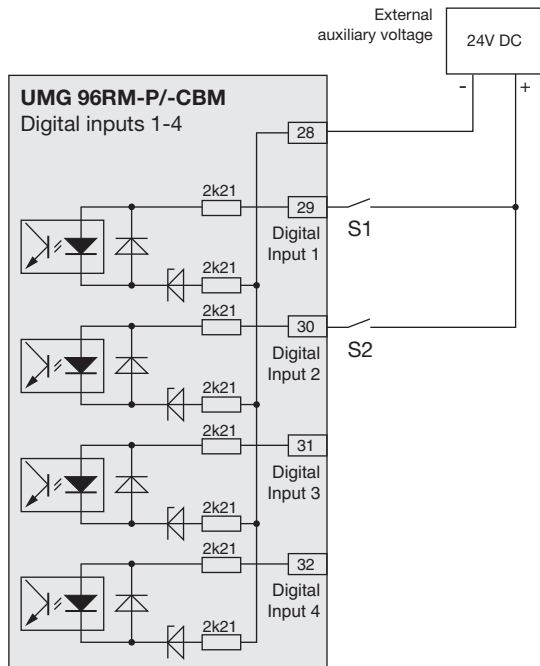 External
auxiliary voltage
24V DC
- +
UMG 96RM-P/-CBM
Digital inputs 1-4
28
2k21
29
S1
Digital
Input 1
2k21
2k21
30
S2
Digital
Input 2
2k21
2k21
31
Digital
Input 3
2k21
2k21
32
Digital
Input 4
2k21